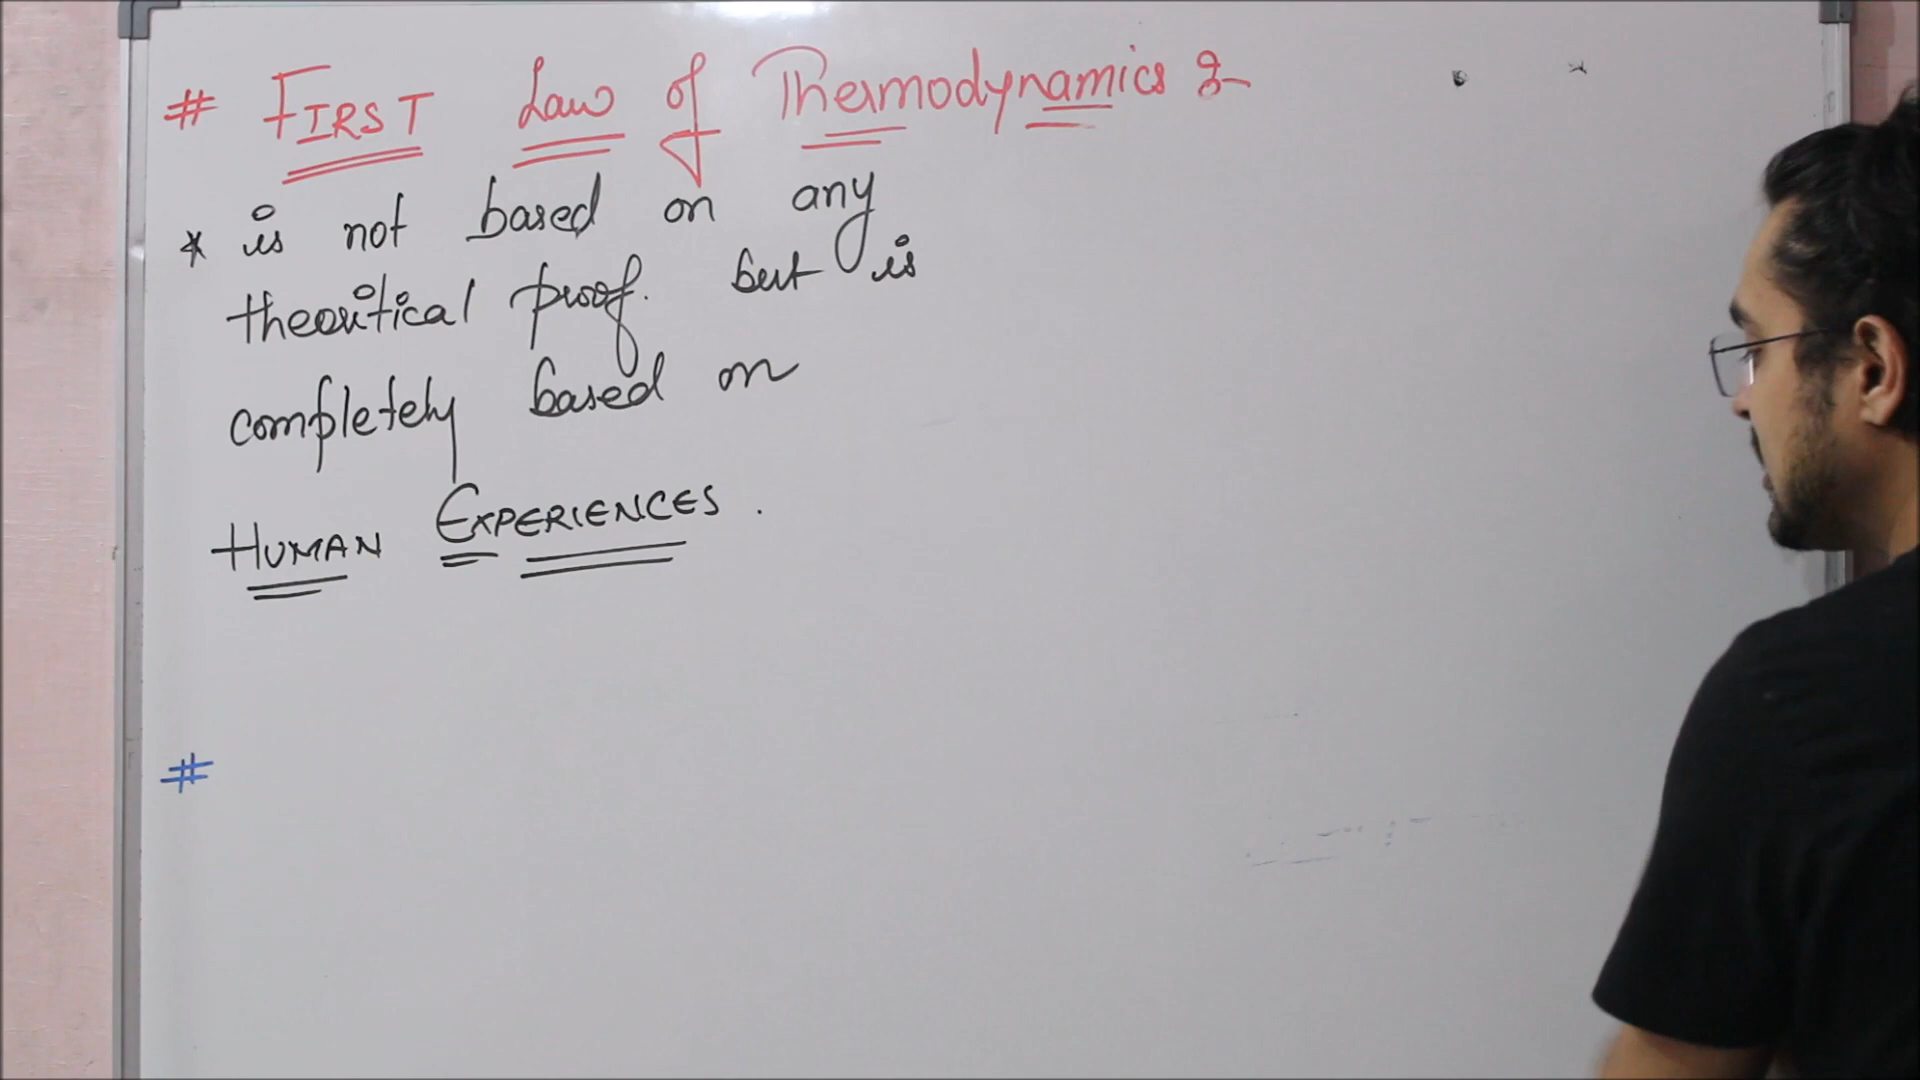 # FIRST Law of Thermodynamics :-
* is not based on any
theoritical proof. but is
completely based on
HUMAN EXPERIENCES.
#